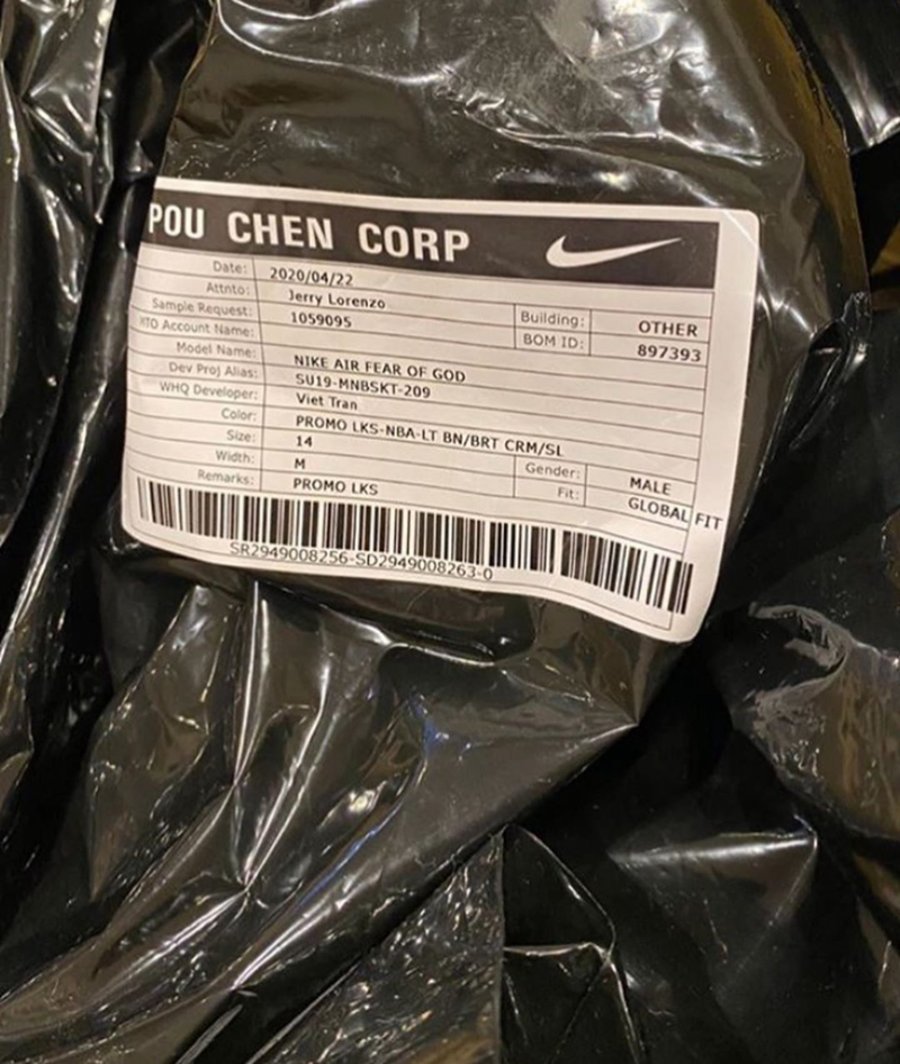 POU CHEN CORP
Date: 2020/04/22
Attnto: Jerry Lorenzo Building: OTHER
Sample Request: 1059095 BOM ID: 897393
XTO Account Name:
Model Name: NIKE AIR FEAR OF GOD
Dev Proj Alias: SU19-MNBSKT-209
WHQ Developer: Viet Tran
Color: PROMO LKS-NBA-LT BN/BRT CRM/SL
Size: 14 Gender: MALE
Width: M Fit: GLOBAL FIT
Remarks: PROMO LKS
SR2949008256-SD2949008263-0